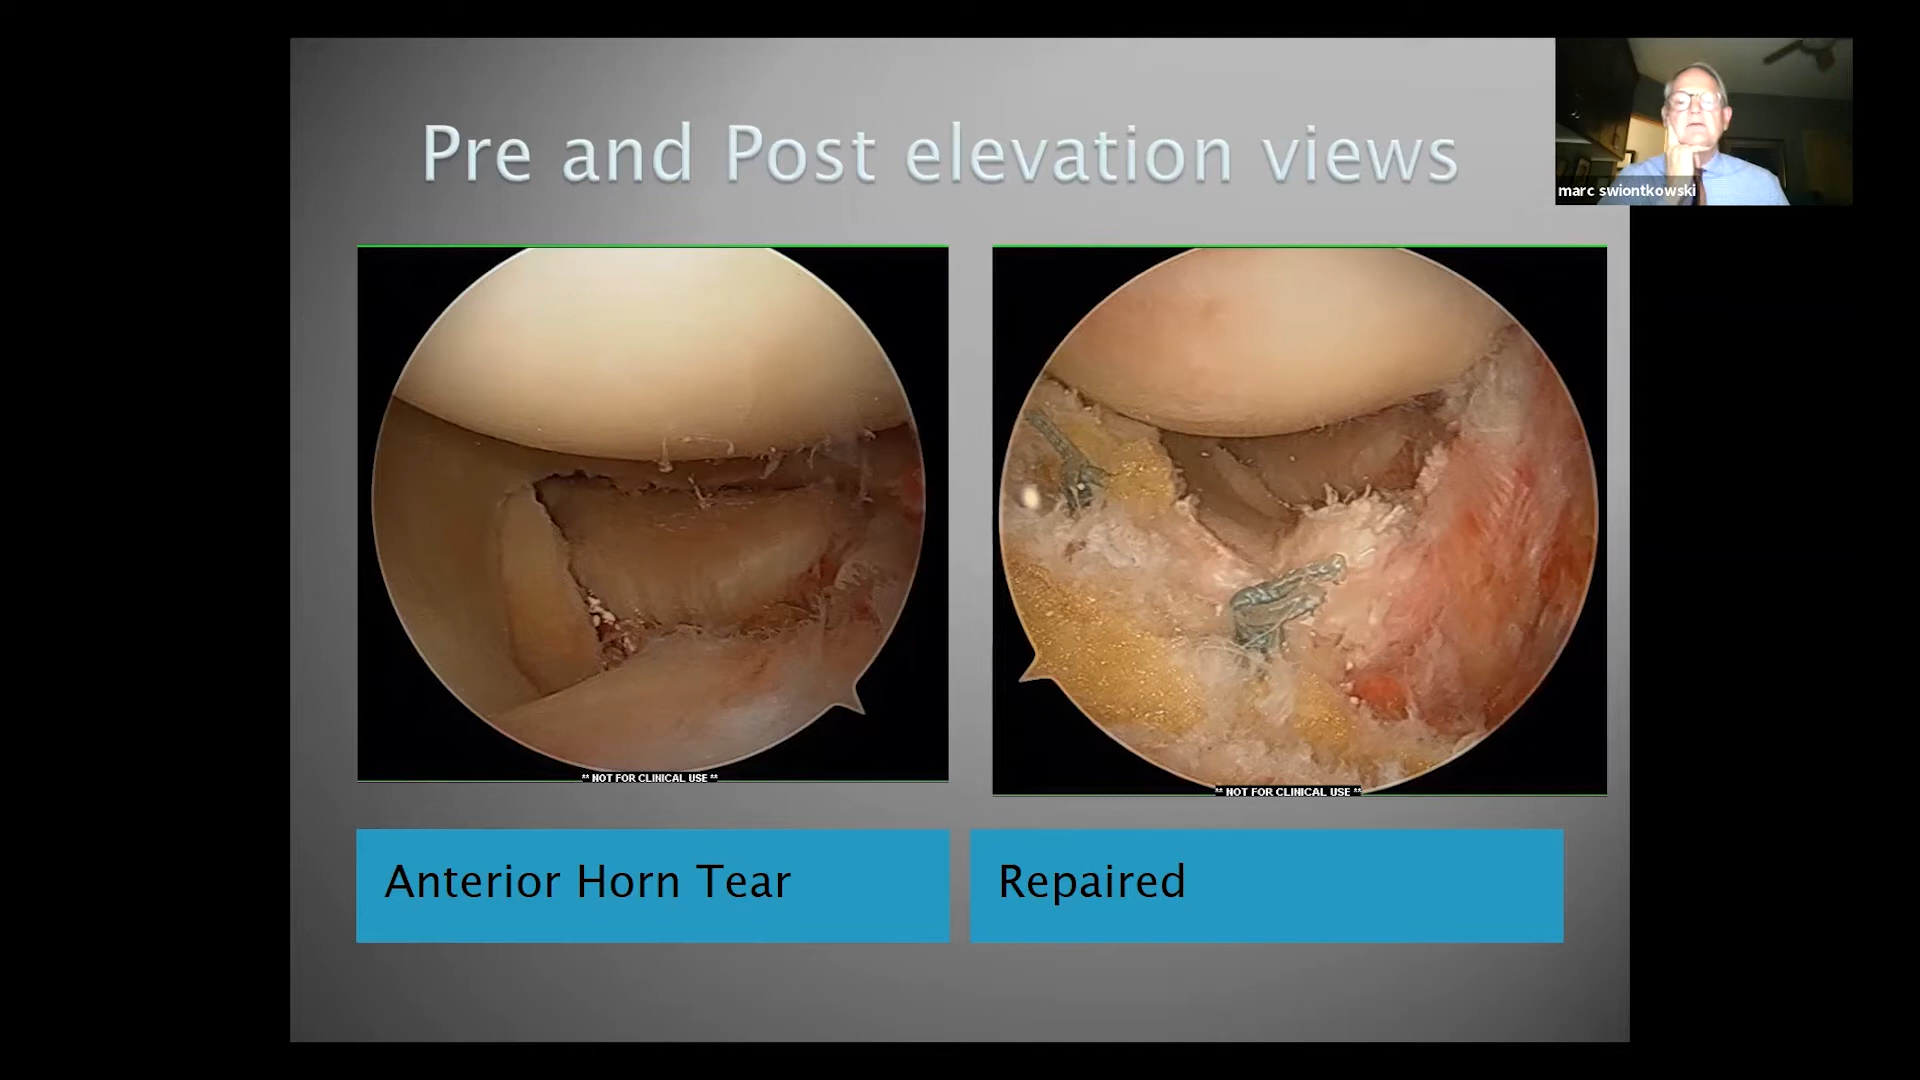 Pre and Post elevation views
marc swiontkowski
** NOT FOR CLINICAL USE **
** NOT FOR CLINICAL USE **
Anterior Horn Tear
Repaired